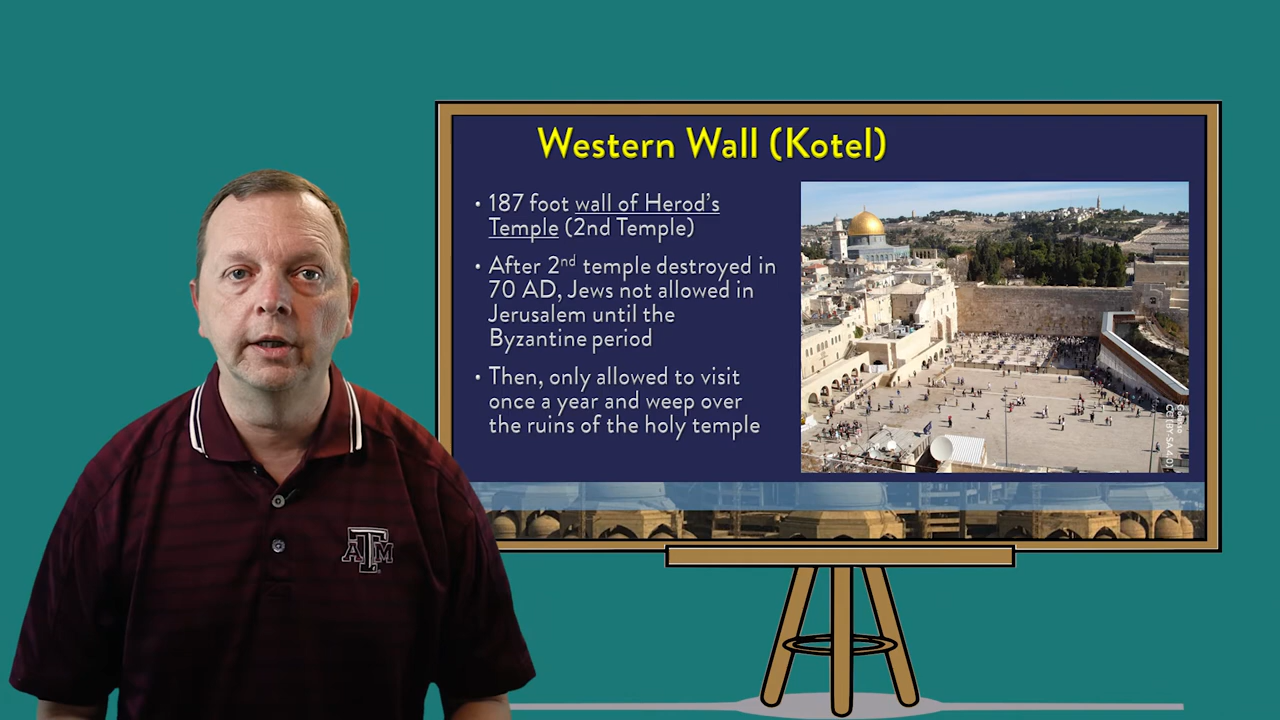 Western Wall (Kotel)
• 187 foot wall of Herod's
Temple (2nd Temple)
• After 2nd temple destroyed in
70 AD, Jews not allowed in
Jerusalem until the
Byzantine period
• Then, only allowed to visit
once a year and weep over
the ruins of the holy temple
ATM